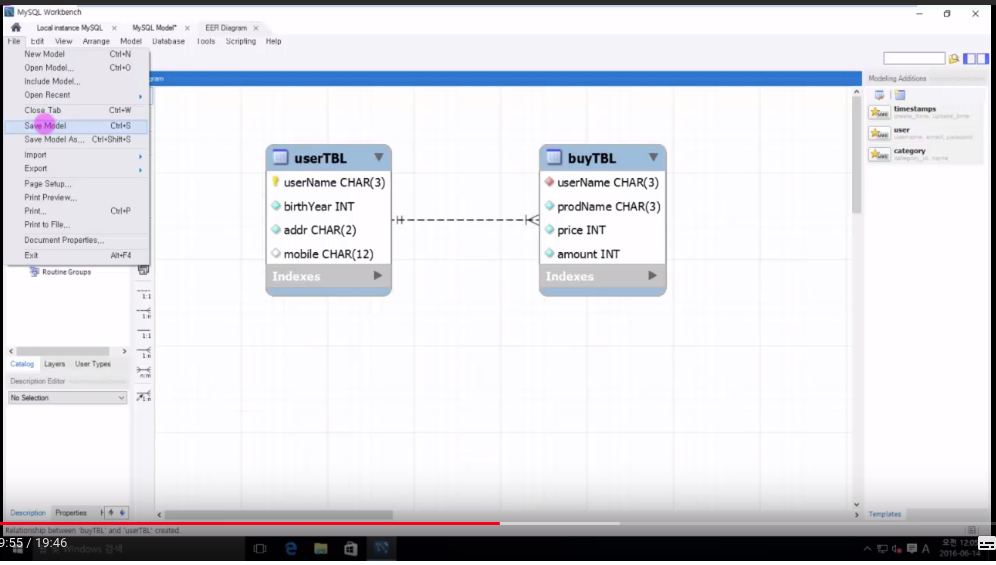 MySQL Workbench
Local instance MySQL
MySQL Model*
EER Diagram
File Edit View Arrange Model Database Tools Scripting Help
New Model Ctrl+N
Open Model... Ctrl+O
Include Model...
Open Recent
Close Tab Ctrl+W
Save Model Ctrl+S
Save Model As... Ctrl+Shift+S
Import
Export
Page Setup...
Print Preview...
Print... Ctrl+P
Print to File...
Document Properties...
Exit Alt+F4
Routine Groups
1:1
1:n
1:1
1:n
n:m
1:n
Catalog Layers User Types
Description Editor
No Selection
Description Properties H
userTBL
userName CHAR(3)
birthYear INT
addr CHAR(2)
mobile CHAR(12)
Indexes
buyTBL
userName CHAR(3)
prodName CHAR(3)
price INT
amount INT
Indexes
Modeling Additions
timestamps
create_time, update_time
user
username, email, password
category
category_id, name
Templates
Relationship between 'buyTBL' and 'userTBL' created.
9:55 / 19:46
Windows 검색
A
오전 12:05
2016-06-14